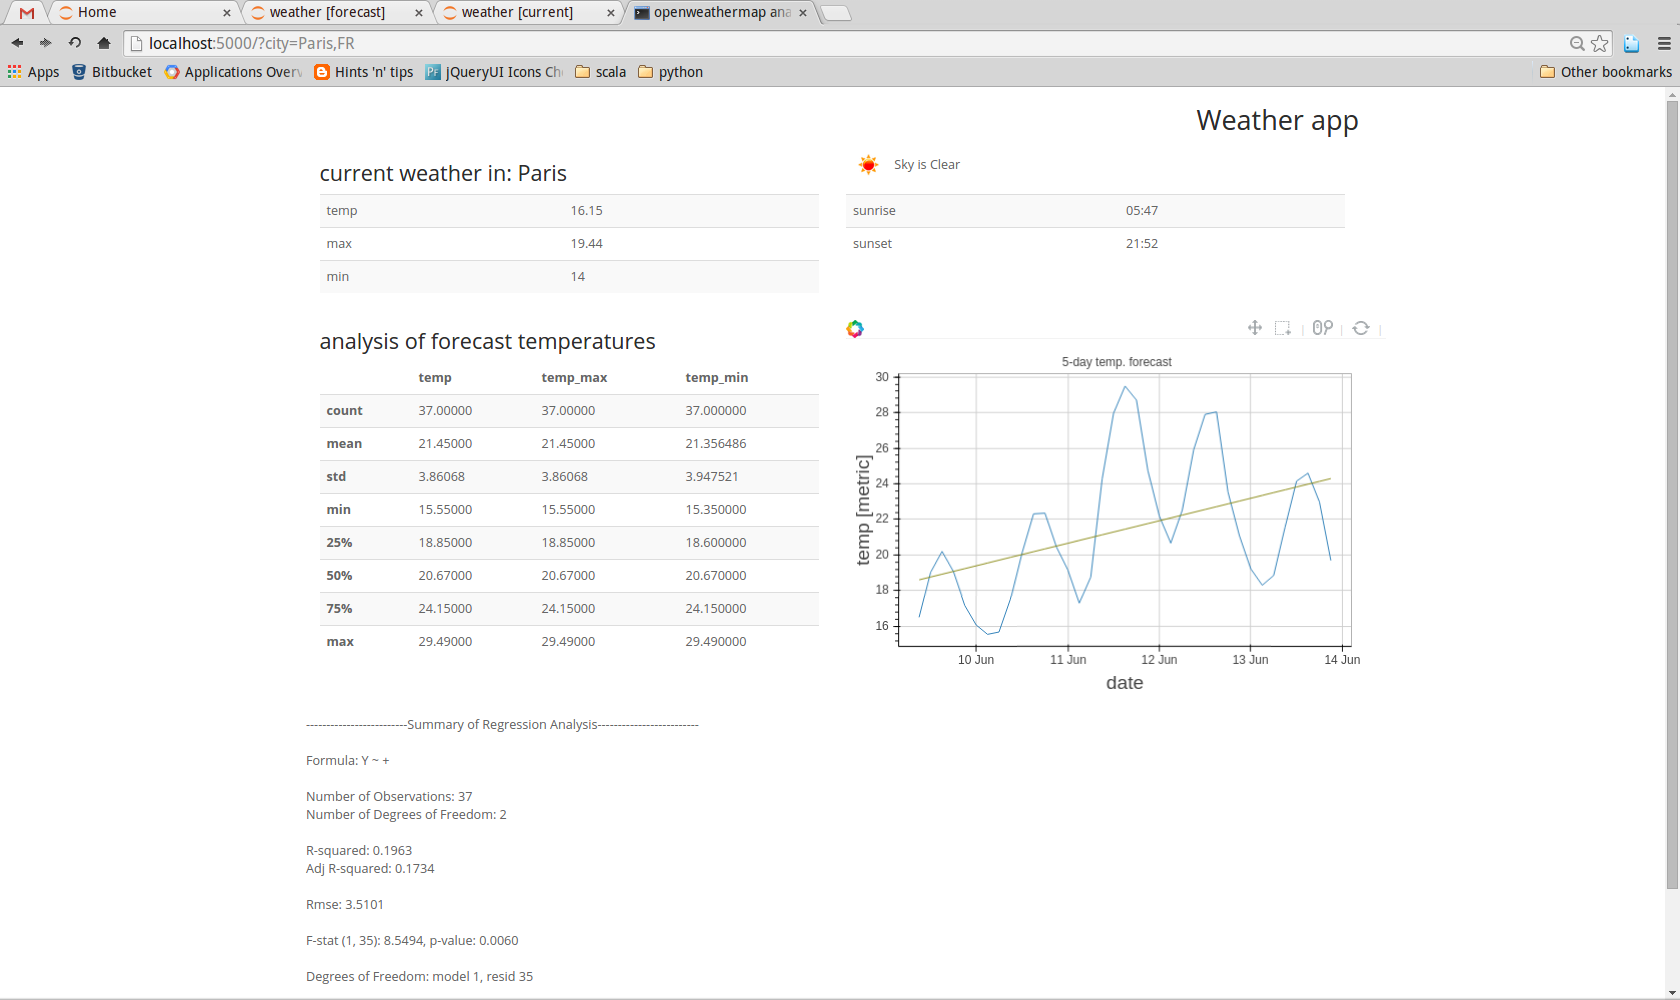 Home
weather [forecast]
weather [current]
openweathermap ana
localhost:5000/?city=Paris,FR
Apps
Bitbucket
Applications Overv
Hints 'n' tips
jQueryUI Icons Ch
scala
python
Other bookmarks
Weather app
current weather in: Paris
Sky is Clear
temp 16.15
max 19.44
min 14
sunrise 05:47
sunset 21:52
analysis of forecast temperatures
temp temp_max temp_min
count 37.00000 37.00000 37.000000
mean 21.45000 21.45000 21.356486
std 3.86068 3.86068 3.947521
min 15.55000 15.55000 15.350000
25% 18.85000 18.85000 18.600000
50% 20.67000 20.67000 20.670000
75% 24.15000 24.15000 24.150000
max 29.49000 29.49000 29.490000
5-day temp. forecast
temp [metric]
30
28
26
24
22
20
18
16
10 Jun 11 Jun 12 Jun 13 Jun 14 Jun
date
-------------------------Summary of Regression Analysis-------------------------
Formula: Y ~ +
Number of Observations: 37
Number of Degrees of Freedom: 2
R-squared: 0.1963
Adj R-squared: 0.1734
Rmse: 3.5101
F-stat (1, 35): 8.5494, p-value: 0.0060
Degrees of Freedom: model 1, resid 35